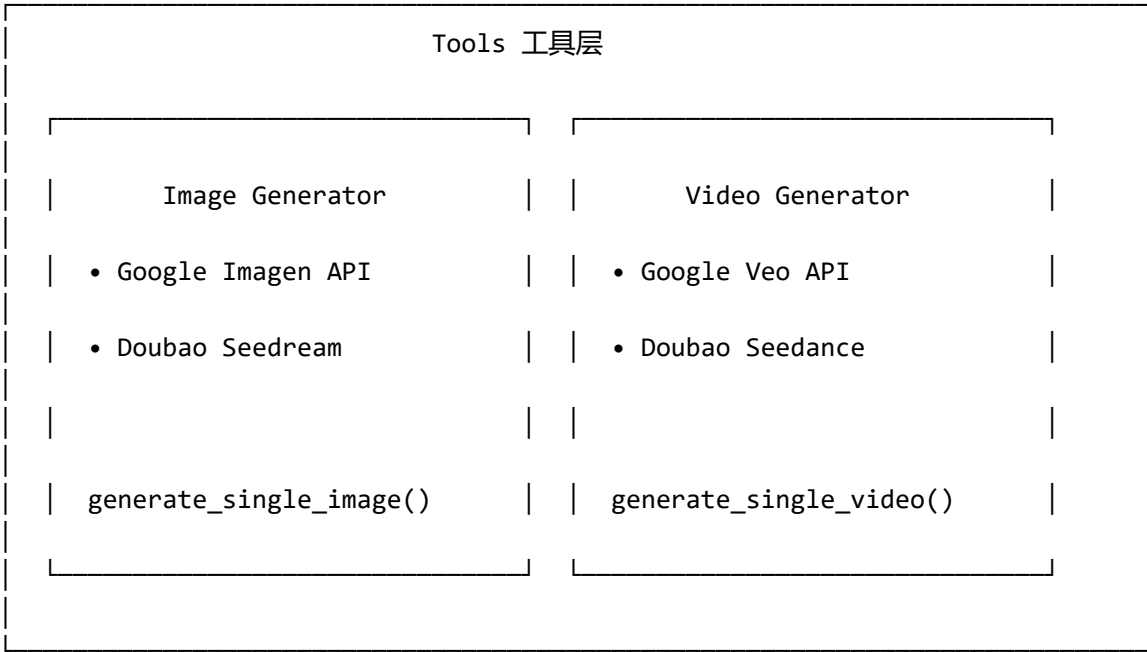 Tools 工具层
Image Generator Video Generator
• Google Imagen API • Google Veo API
• Doubao Seedream • Doubao Seedance
generate_single_image() generate_single_video()